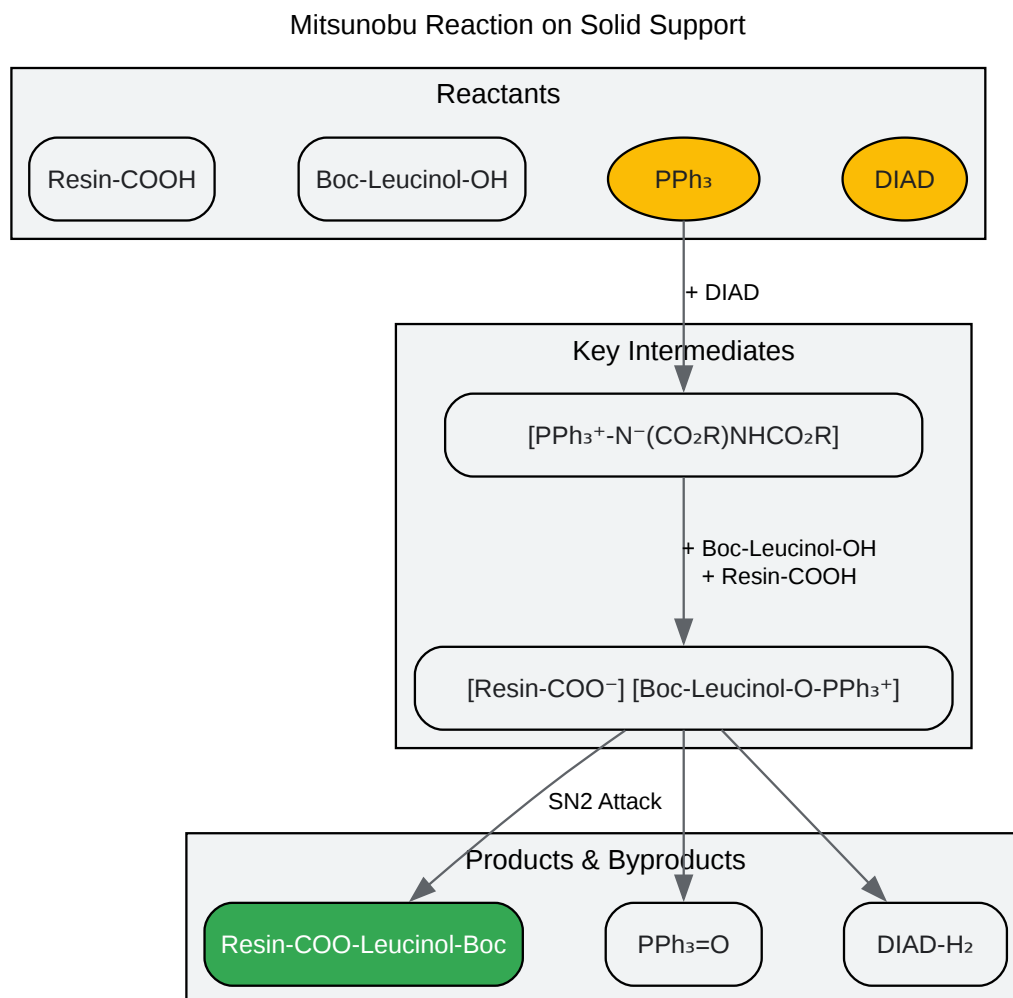 Mitsunobu Reaction on Solid Support
Reactants
Resin-COOH
Boc-Leucinol-OH
PPh₃
DIAD
+ DIAD
Key Intermediates
[PPh₃⁺-N⁻(CO₂R)NHCO₂R]
+ Boc-Leucinol-OH
+ Resin-COOH
[Resin-COO⁻] [Boc-Leucinol-O-PPh₃⁺]
SN2 Attack
Products & Byproducts
Resin-COO-Leucinol-Boc
PPh₃=O
DIAD-H₂